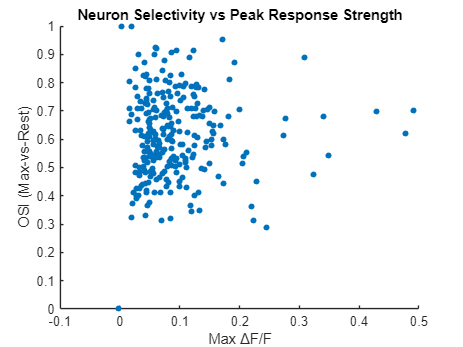 Neuron Selectivity vs Peak Response Strength
1
0.9
0.8
0.7
0.6
0.5
0.4
0.3
0.2
0.1
0
OSI (Max-vs-Rest)
-0.1 0 0.1 0.2 0.3 0.4 0.5
Max ΔF/F